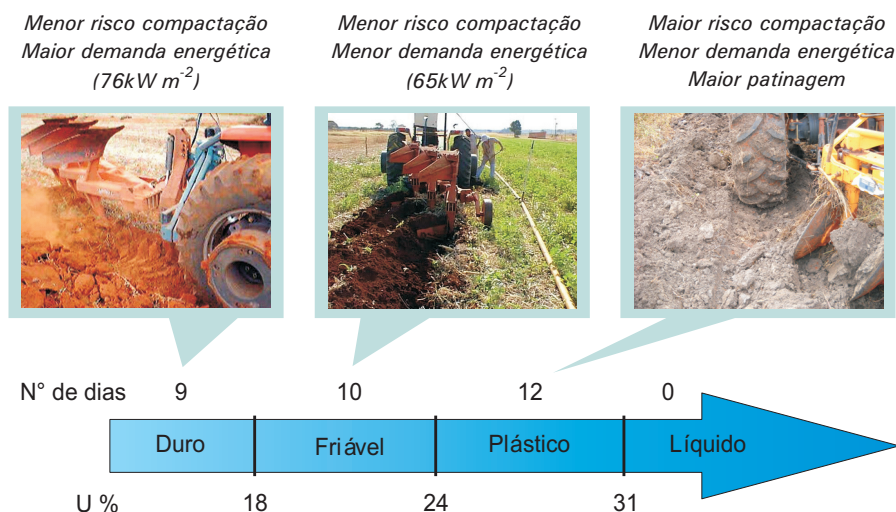 Menor risco compactação
Maior demanda energética
(76kW m⁻²)
Menor risco compactação
Menor demanda energética
(65kW m⁻²)
Maior risco compactação
Menor demanda energética
Maior patinagem
N° de dias 9 10 12 0
Duro Friável Plástico Líquido
U % 18 24 31